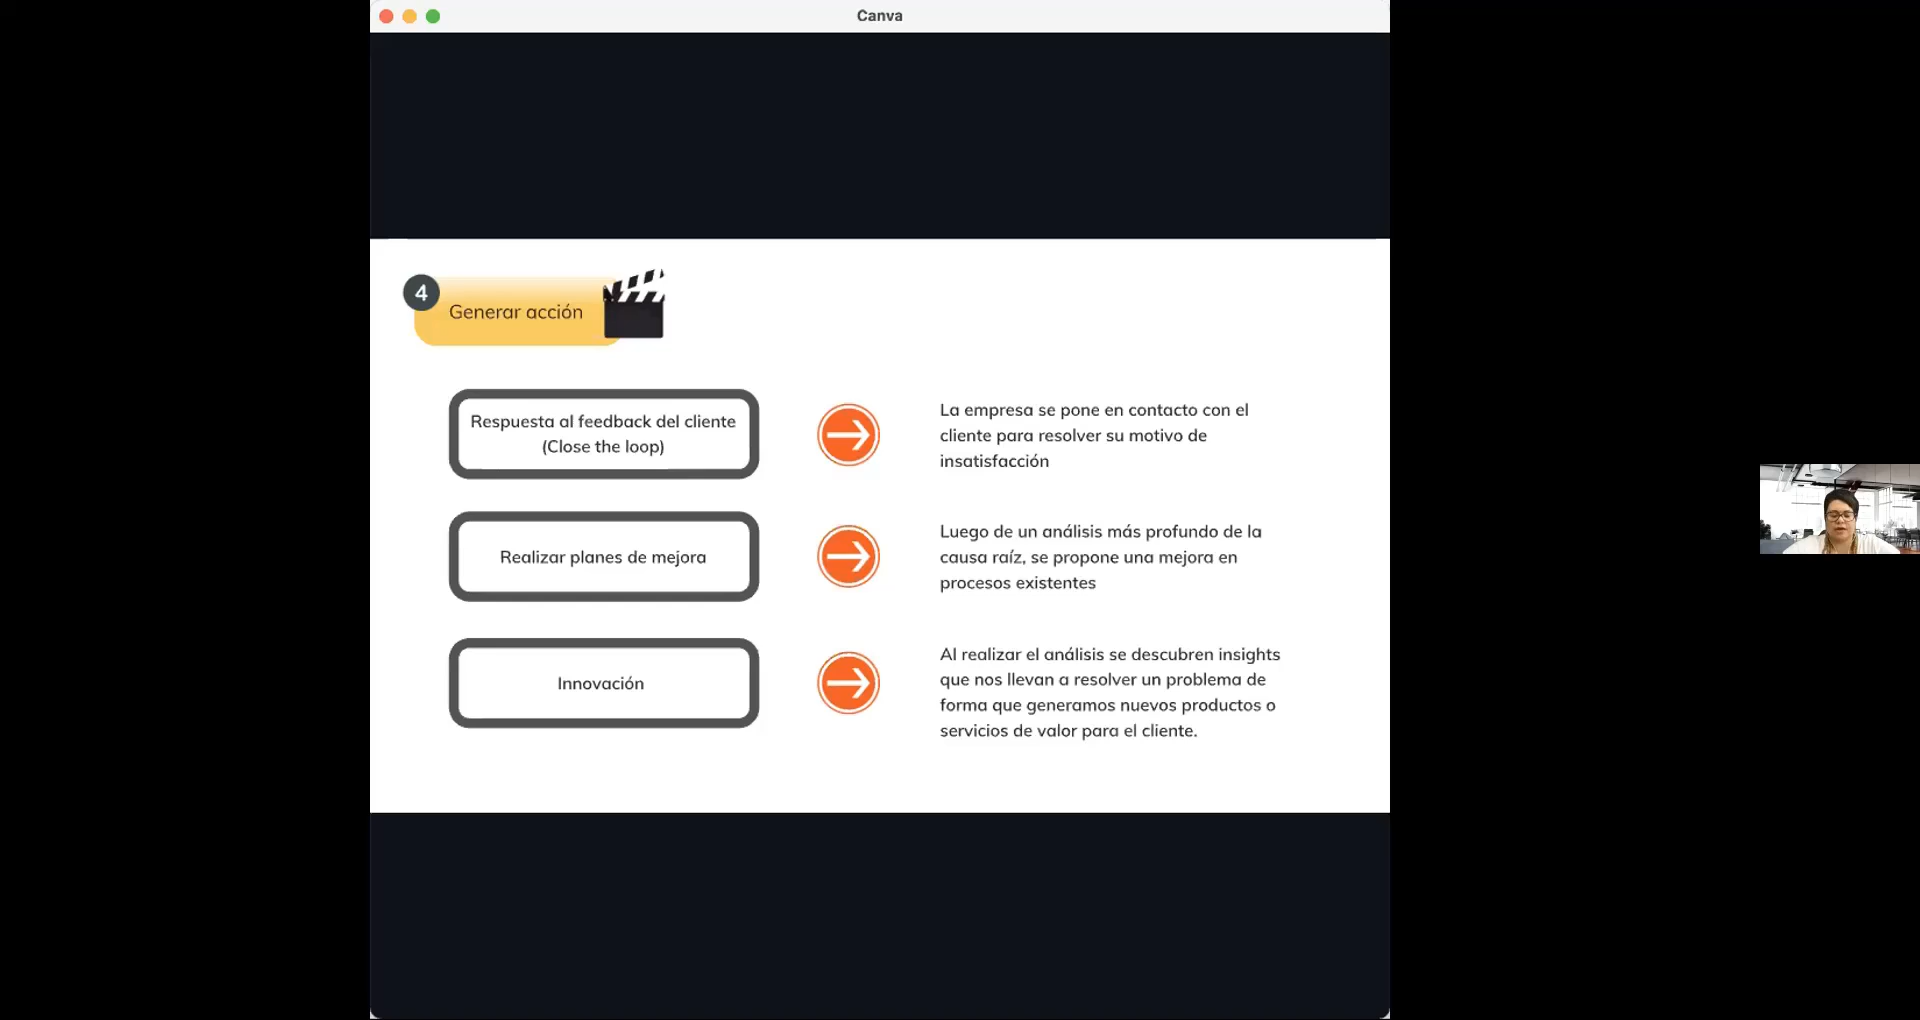 Canva
4
Generar acción
Respuesta al feedback del cliente
(Close the loop)
La empresa se pone en contacto con el
cliente para resolver su motivo de
insatisfacción
Realizar planes de mejora
Luego de un análisis más profundo de la
causa raíz, se propone una mejora en
procesos existentes
Innovación
Al realizar el análisis se descubren insights
que nos llevan a resolver un problema de
forma que generamos nuevos productos o
servicios de valor para el cliente.